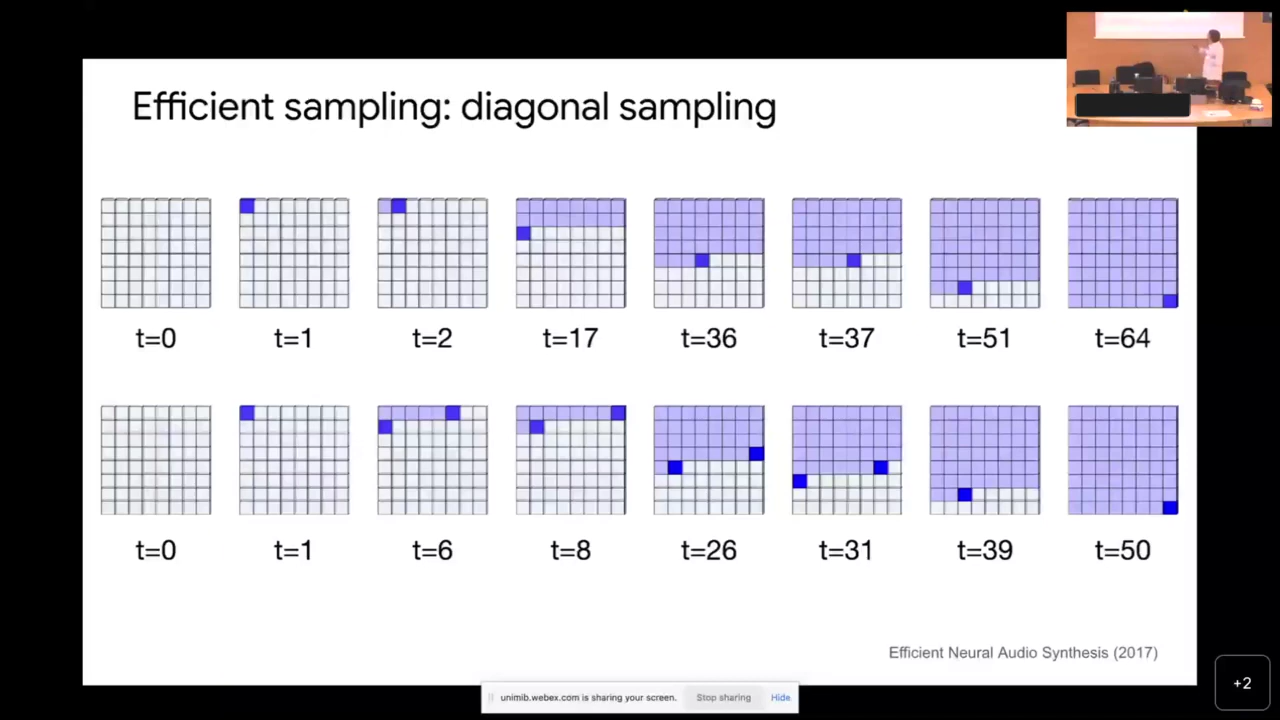 Efficient sampling: diagonal sampling
t=0 t=1 t=2 t=17 t=36 t=37 t=51 t=64
t=0 t=1 t=6 t=8 t=26 t=31 t=39 t=50
Efficient Neural Audio Synthesis (2017)
unimib.webex.com is sharing your screen. Stop sharing Hide
+2